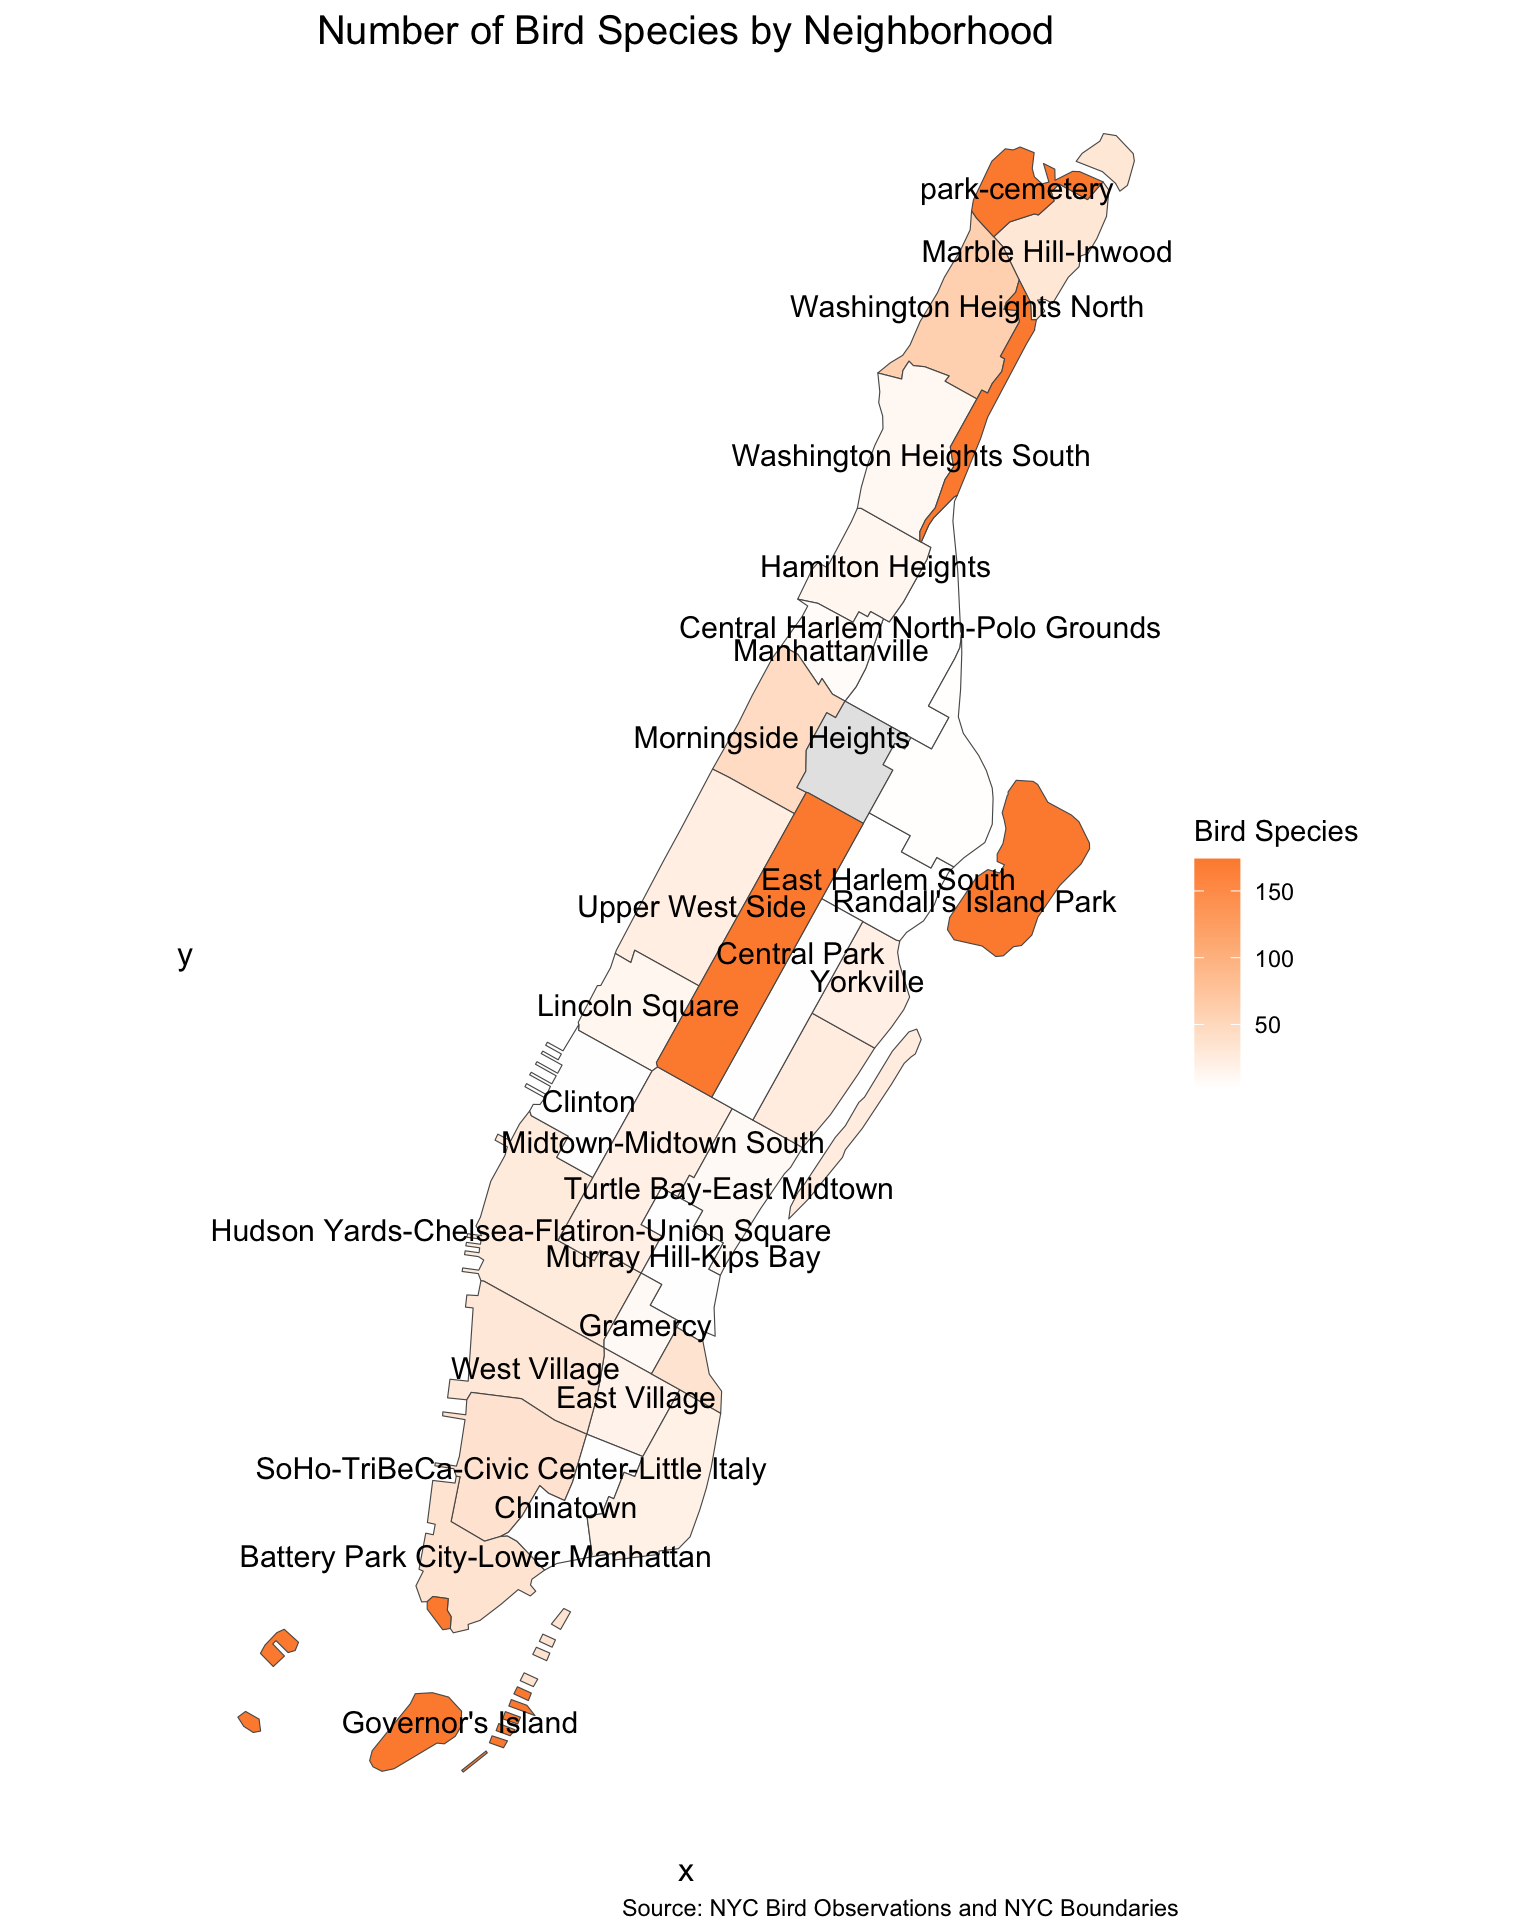 Number of Bird Species by Neighborhood
park-cemetery
Marble Hill-Inwood
Washington Heights North
Washington Heights South
Hamilton Heights
Central Harlem North-Polo Grounds
Manhattanville
Morningside Heights
Bird Species
150
100
50
East Harlem South
Randall's Island Park
Upper West Side
Central Park
y
Yorkville
Lincoln Square
Clinton
Midtown-Midtown South
Turtle Bay-East Midtown
Hudson Yards-Chelsea-Flatiron-Union Square
Murray Hill-Kips Bay
Gramercy
West Village
East Village
SoHo-TriBeCa-Civic Center-Little Italy
Chinatown
Battery Park City-Lower Manhattan
Governor's Island
x
Source: NYC Bird Observations and NYC Boundaries